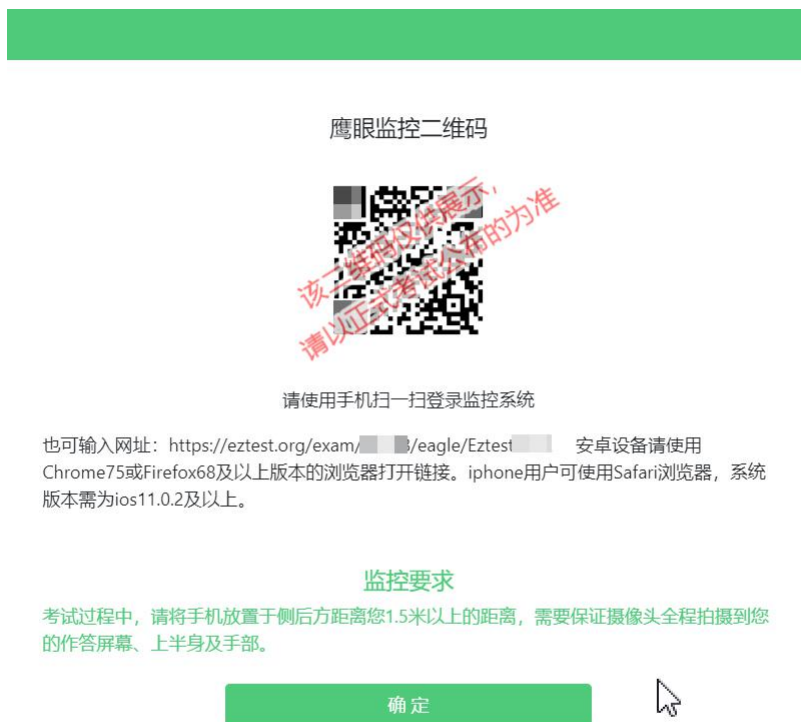 鹰眼监控二维码
该二维码仅供展示，
请以正式考试公布的为准
请使用手机扫一扫登录监控系统
也可输入网址：https://eztest.org/exam/ /eagle/Eztest 安卓设备请使用
Chrome75或Firefox68及以上版本的浏览器打开链接。iphone用户可使用Safari浏览器，系统
版本需为ios11.0.2及以上。
监控要求
考试过程中，请将手机放置于侧后方距离您1.5米以上的距离，需要保证摄像头全程拍摄到您
的作答屏幕、上半身及手部。
确定